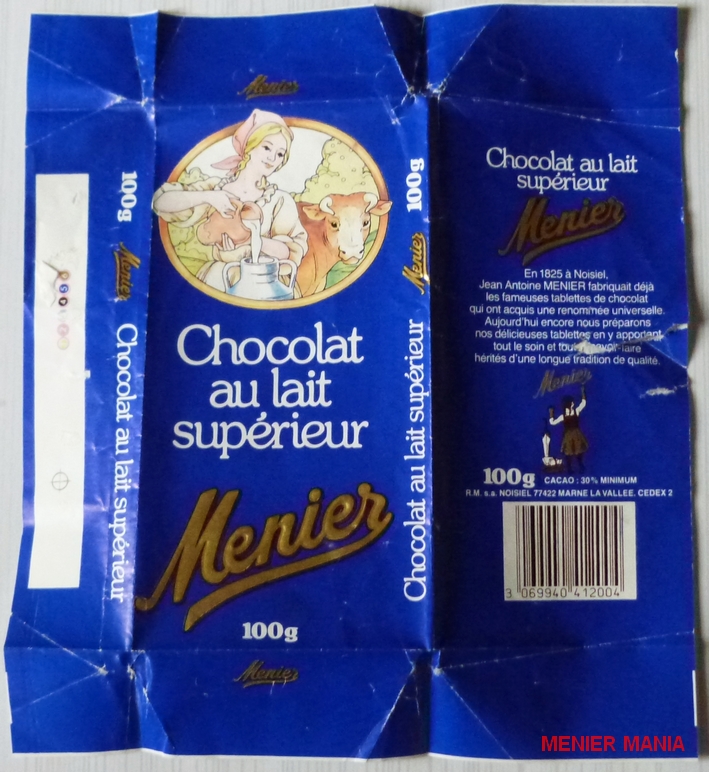 Menier
100g
Menier
Chocolat au lait supérieur
Chocolat
au lait
supérieur
Menier
100g
Menier
100g
Menier
Chocolat au lait supérieur
Chocolat au lait
supérieur
Menier
En 1825 à Noisiel,
Jean Antoine MENIER fabriquait déjà
les fameuses tablettes de chocolat
qui ont acquis une renommée universelle.
Aujourd'hui encore nous préparons
nos délicieuses tablettes en y apportant
tout le soin et tout savoir-faire
hérités d'une longue tradition de qualité.
Menier
100g CACAO : 30% MINIMUM
R.M. s.a. NOISIEL 77422 MARNE LA VALLEE. CEDEX 2
3 069940 412004
MENIER MANIA